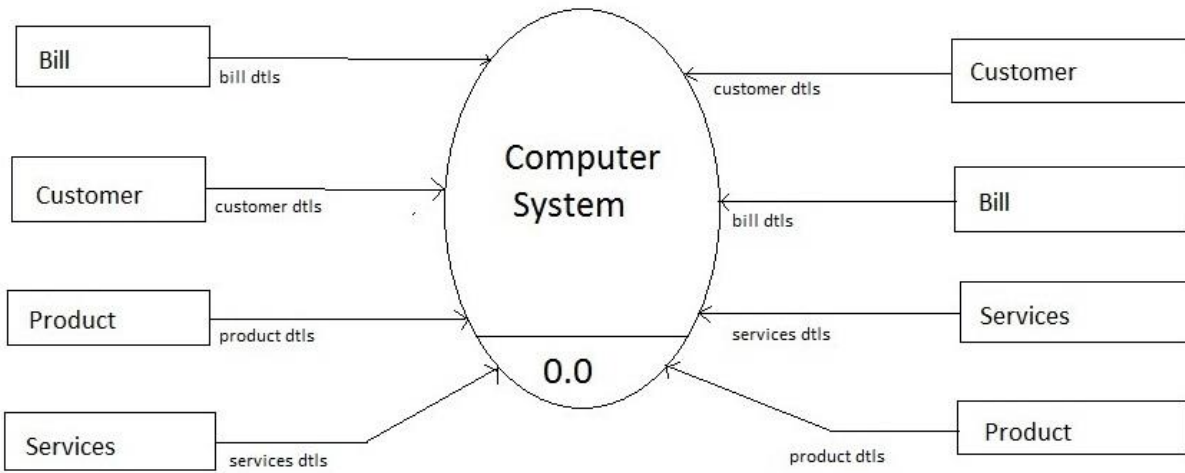 Bill
bill dtls
Customer
customer dtls
Product
product dtls
Services
services dtls
Computer
System
0.0
Customer
customer dtls
Bill
bill dtls
Services
services dtls
Product
product dtls